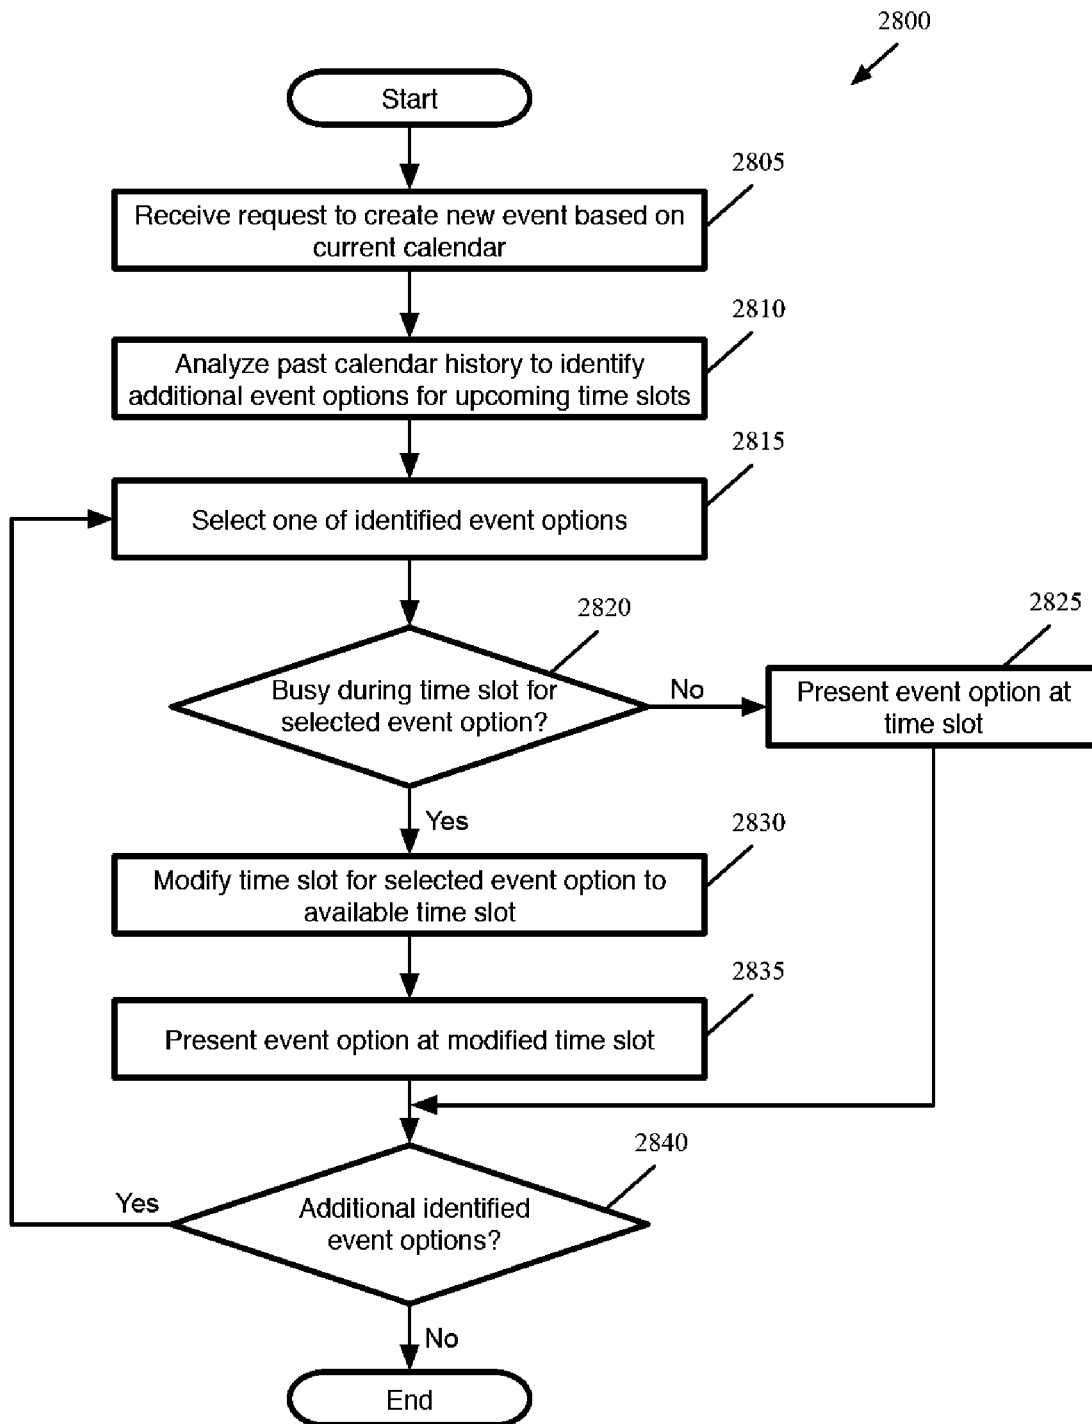 2800
Start
2805
Receive request to create new event based on
current calendar
2810
Analyze past calendar history to identify
additional event options for upcoming time slots
2815
Select one of identified event options
2820
Busy during time slot for
selected event option?
No
2825
Present event option at
time slot
Yes
2830
Modify time slot for selected event option to
available time slot
2835
Present event option at modified time slot
2840
Additional identified
event options?
Yes
No
End